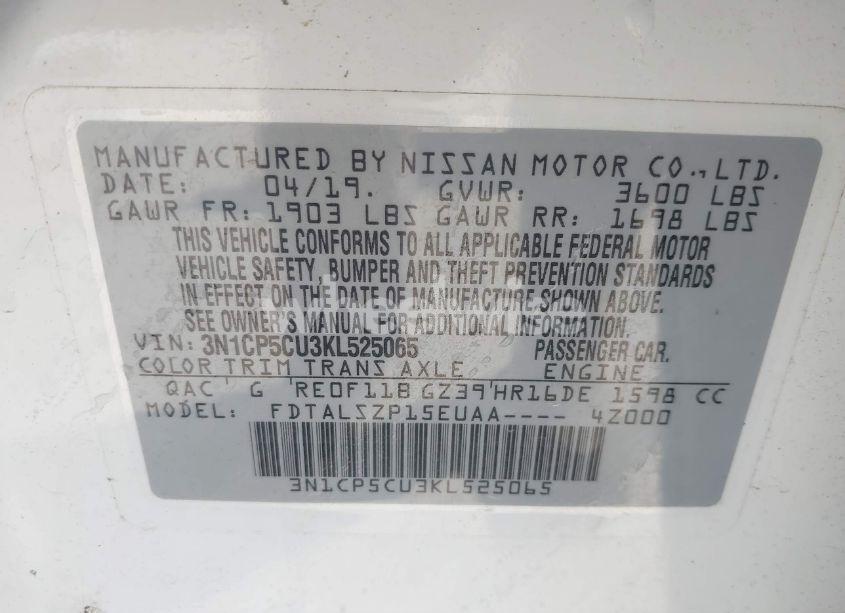 MANUFACTURED BY NISSAN MOTOR CO., LTD.
DATE: 04/19. GVWR: 3600 LBS
GAWR FR: 1903 LBS GAWR RR: 1698 LBS
THIS VEHICLE CONFORMS TO ALL APPLICABLE FEDERAL MOTOR
VEHICLE SAFETY, BUMPER AND THEFT PREVENTION STANDARDS
IN EFFECT ON THE DATE OF MANUFACTURE SHOWN ABOVE.
SEE OWNER'S MANUAL FOR ADDITIONAL INFORMATION.
VIN: 3N1CP5CU3KL525065 PASSENGER CAR.
COLOR TRIM TRANS AXLE ENGINE
QAC ' G 'RE0F11B GZ39'HR16DE 1598 CC
MODEL: FDTALSZP15EUAA---- 4Z000
3N1CP5CU3KL525065